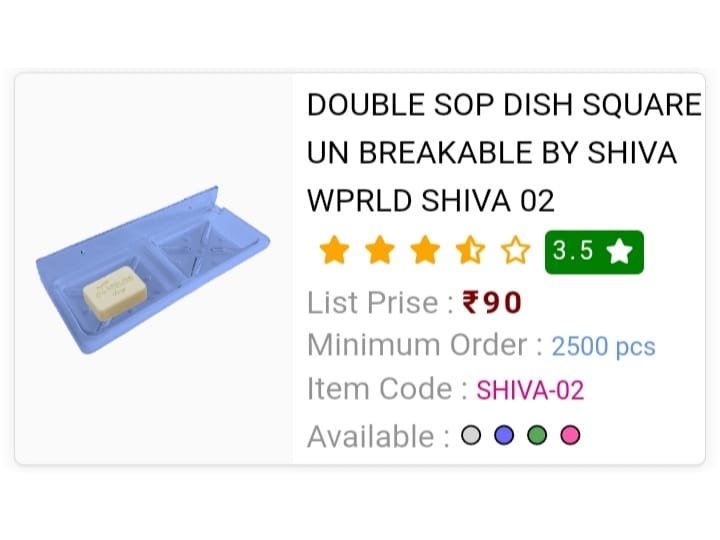 DOUBLE SOP DISH SQUARE
UN BREAKABLE BY SHIVA
WPRLD SHIVA 02
3.5
List Prise : ₹90
Minimum Order : 2500 pcs
Item Code : SHIVA-02
Available :